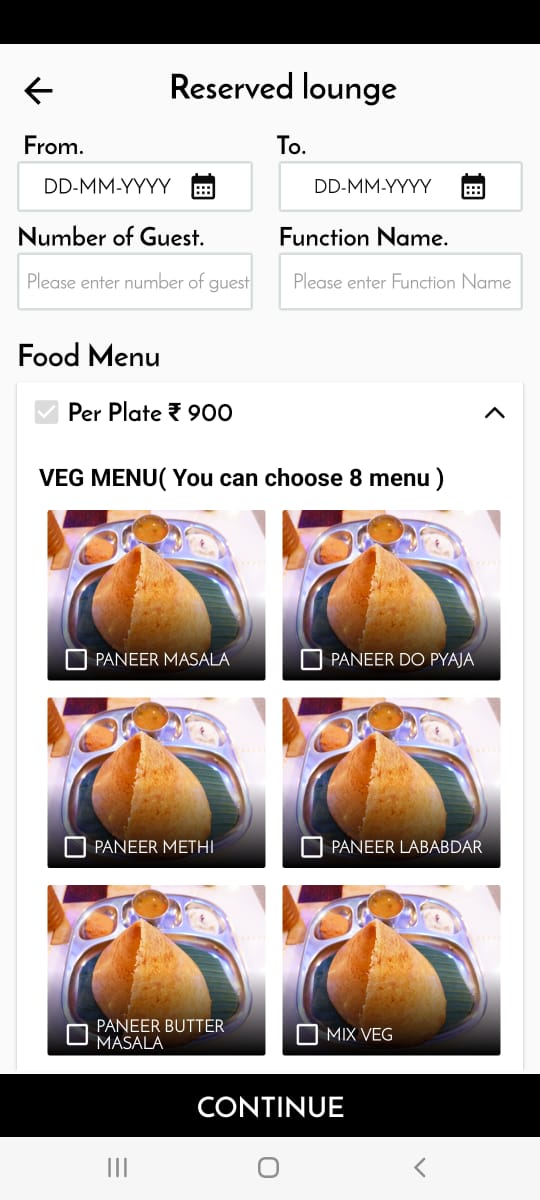 Reserved lounge
From.
To.
DD-MM-YYYY
DD-MM-YYYY
Number of Guest.
Function Name.
Please enter number of guest
Please enter Function Name
Food Menu
Per Plate ₹ 900
VEG MENU( You can choose 8 menu )
PANEER MASALA
PANEER DO PYAJA
PANEER METHI
PANEER LABABDAR
PANEER BUTTER
MASALA
MIX VEG
CONTINUE